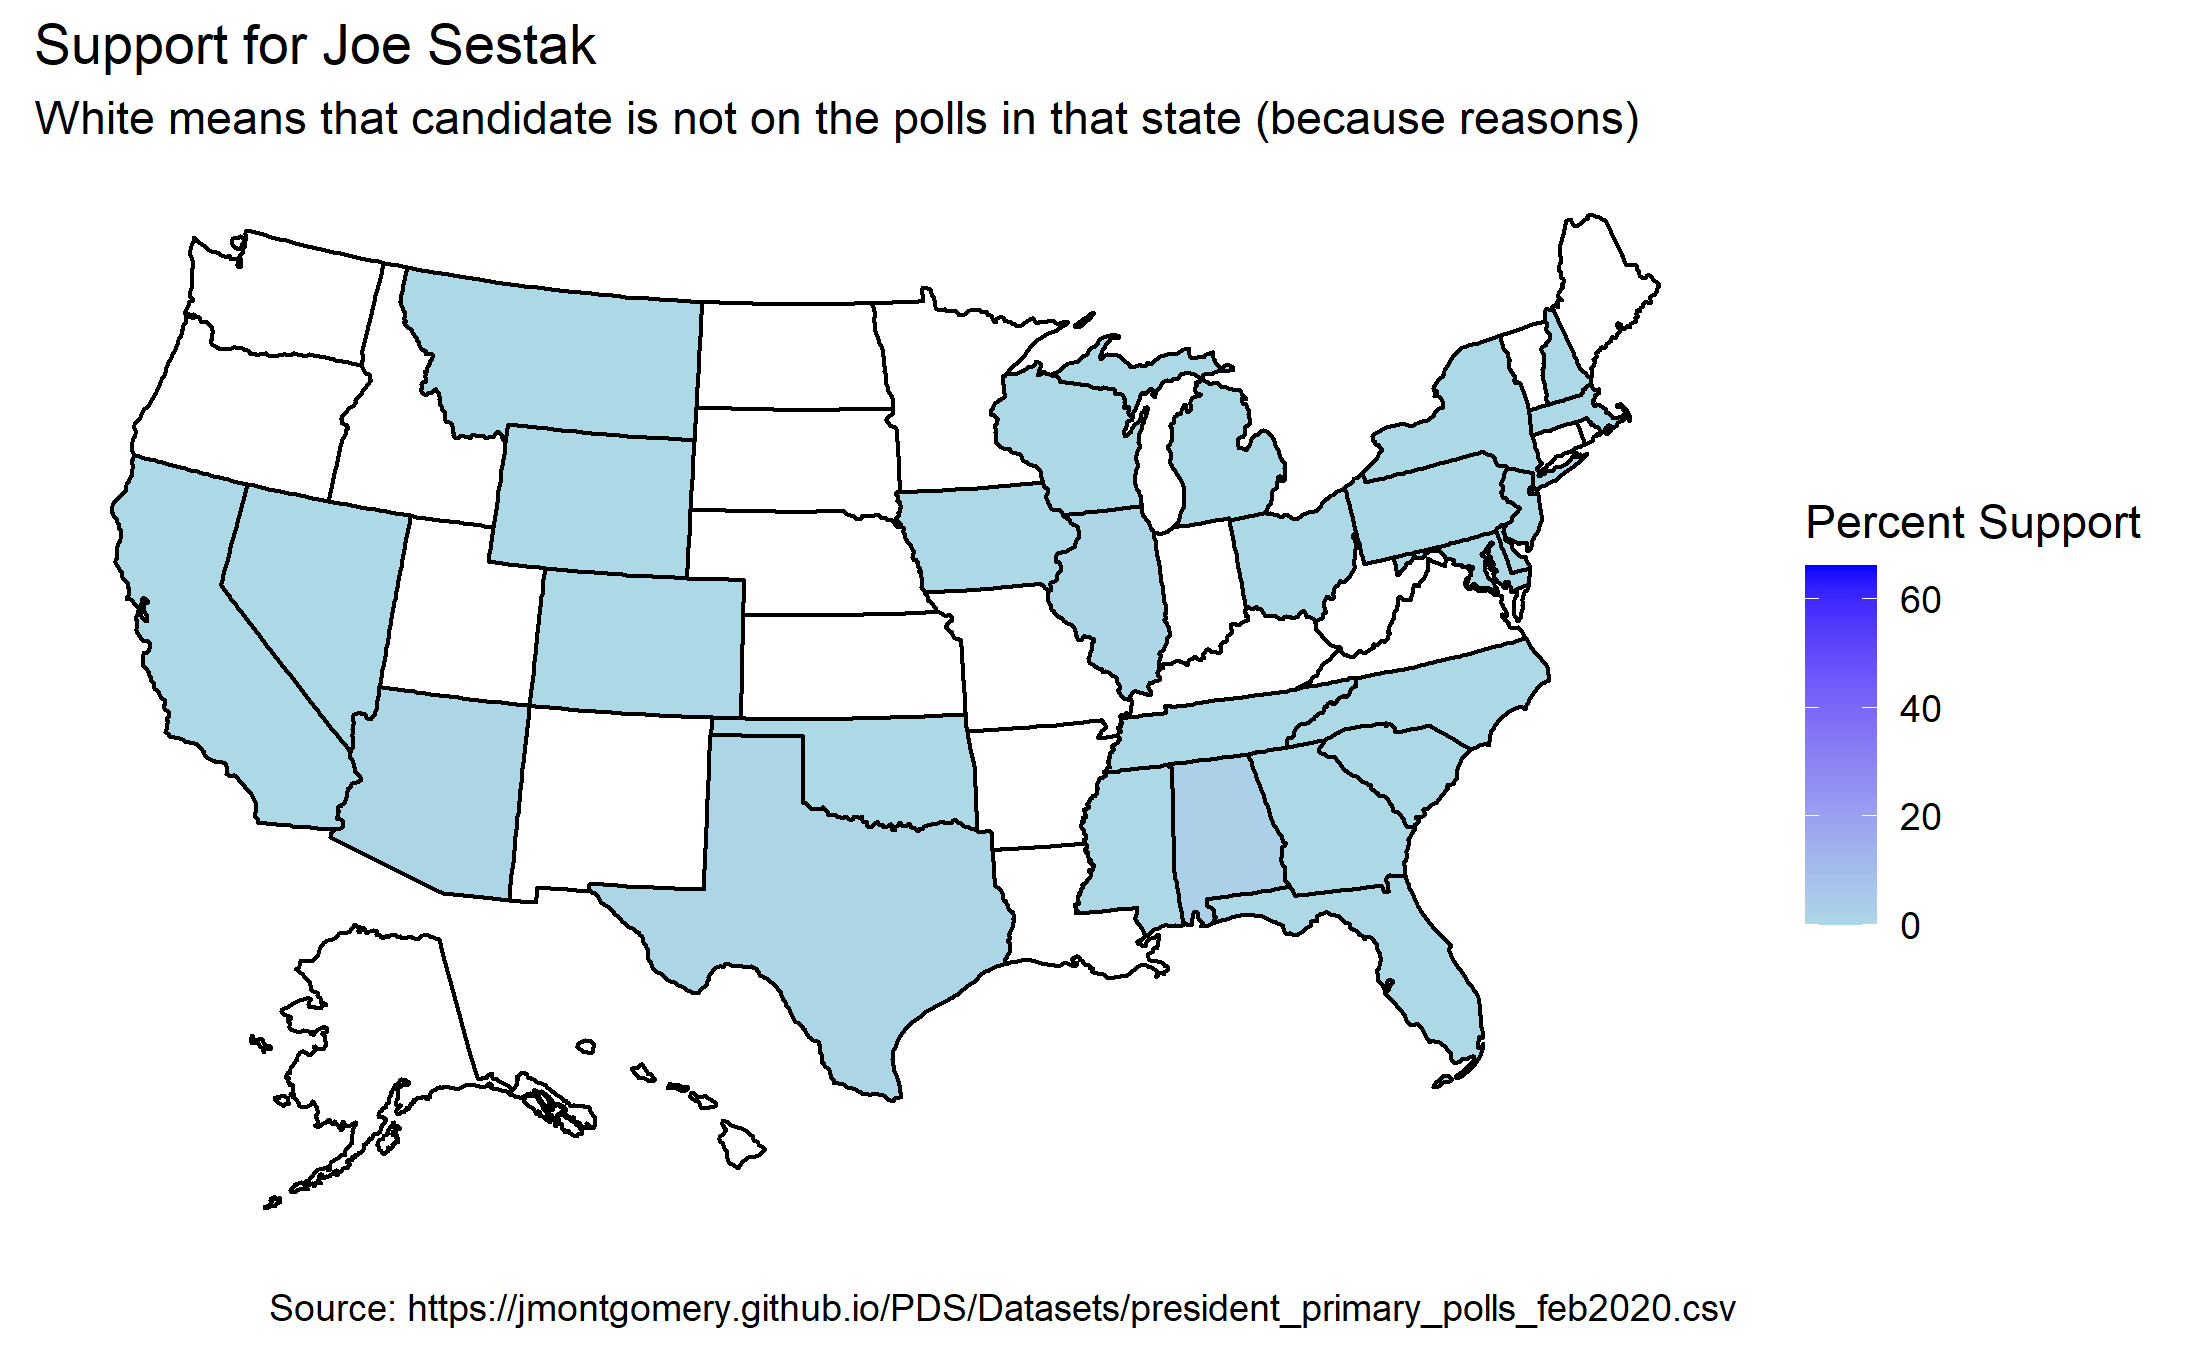 Support for Joe Sestak
White means that candidate is not on the polls in that state (because reasons)
Percent Support
60
40
20
0
Source: https://jmontgomery.github.io/PDS/Datasets/president_primary_polls_feb2020.csv